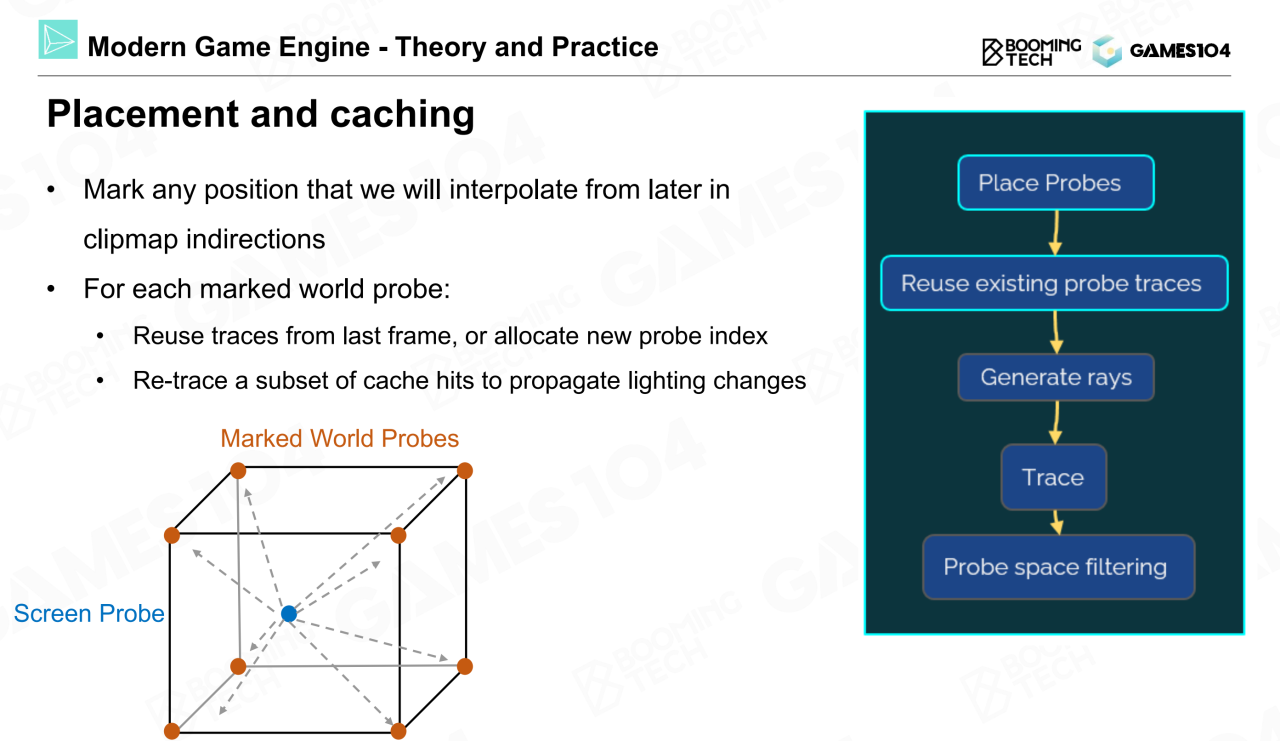 Modern Game Engine - Theory and Practice
BOOMING
TECH
GAMES104
Placement and caching
• Mark any position that we will interpolate from later in
clipmap indirections
• For each marked world probe:
• Reuse traces from last frame, or allocate new probe index
• Re-trace a subset of cache hits to propagate lighting changes
Marked World Probes
Screen Probe
Place Probes
Reuse existing probe traces
Generate rays
Trace
Probe space filtering